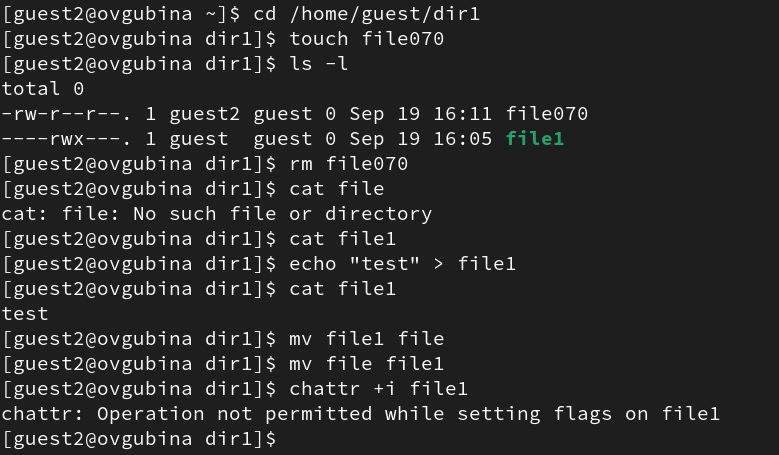 [guest2@ovgubina ~]$ cd /home/guest/dir1
[guest2@ovgubina dir1]$ touch file070
[guest2@ovgubina dir1]$ ls -l
total 0
-rw-r--r--. 1 guest2 guest 0 Sep 19 16:11 file070
----rwx---. 1 guest  guest 0 Sep 19 16:05 file1
[guest2@ovgubina dir1]$ rm file070
[guest2@ovgubina dir1]$ cat file
cat: file: No such file or directory
[guest2@ovgubina dir1]$ cat file1
[guest2@ovgubina dir1]$ echo "test" > file1
[guest2@ovgubina dir1]$ cat file1
test
[guest2@ovgubina dir1]$ mv file1 file
[guest2@ovgubina dir1]$ mv file file1
[guest2@ovgubina dir1]$ chattr +i file1
chattr: Operation not permitted while setting flags on file1
[guest2@ovgubina dir1]$